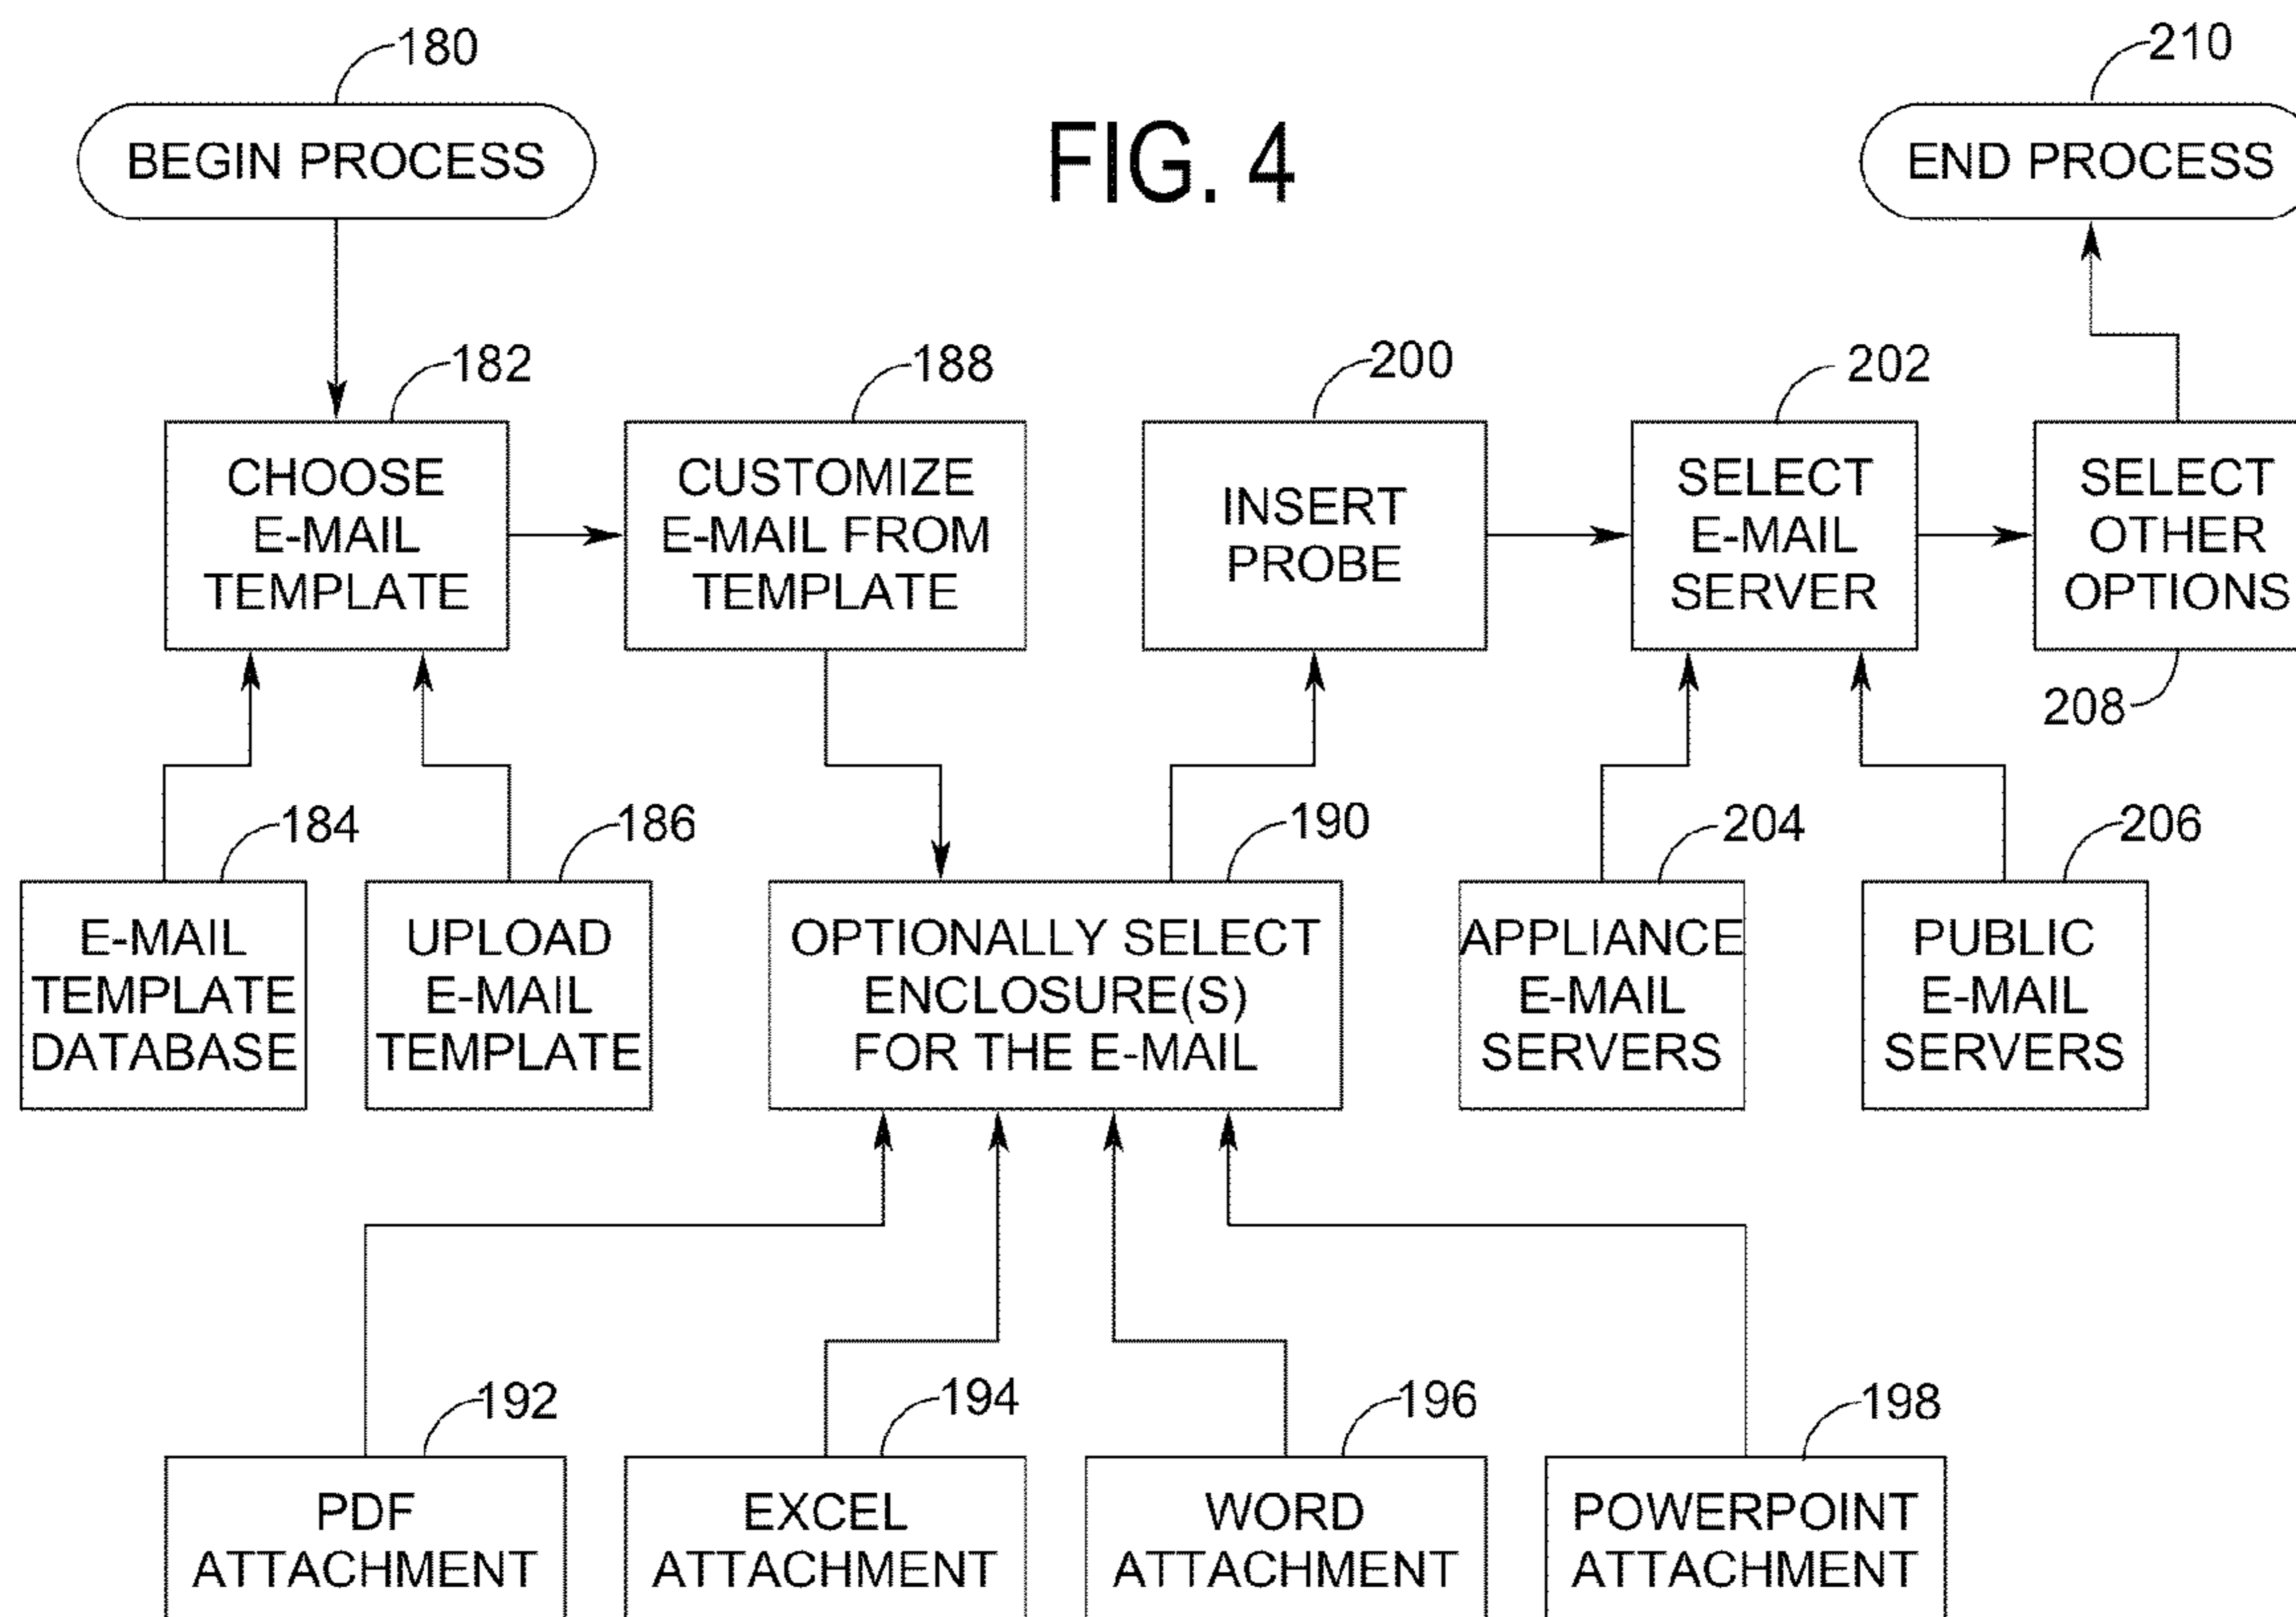 180
BEGIN PROCESS
FIG. 4
210
END PROCESS
182
CHOOSE
E-MAIL
TEMPLATE
188
CUSTOMIZE
E-MAIL FROM
TEMPLATE
200
INSERT
PROBE
202
SELECT
E-MAIL
SERVER
SELECT
OTHER
OPTIONS
208
184
E-MAIL
TEMPLATE
DATABASE
186
UPLOAD
E-MAIL
TEMPLATE
190
OPTIONALLY SELECT
ENCLOSURE(S)
FOR THE E-MAIL
204
APPLIANCE
E-MAIL
SERVERS
206
PUBLIC
E-MAIL
SERVERS
192
PDF
ATTACHMENT
194
EXCEL
ATTACHMENT
196
WORD
ATTACHMENT
198
POWERPOINT
ATTACHMENT